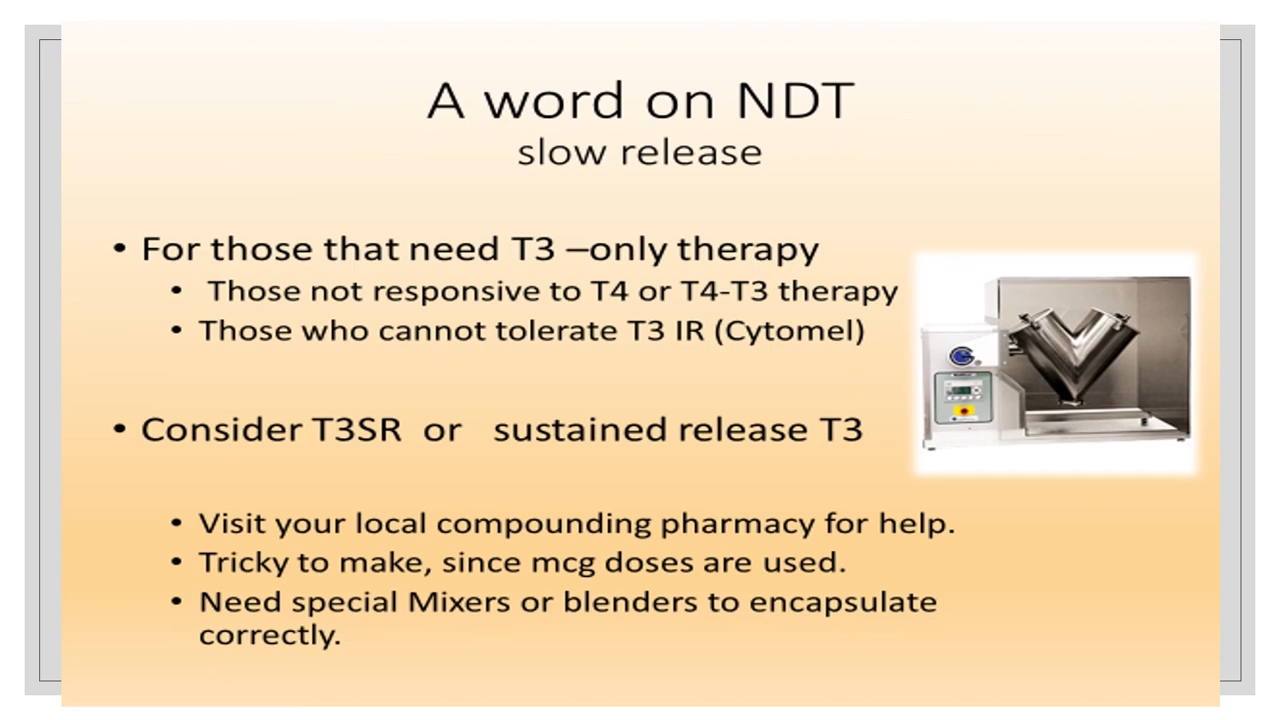 A word on NDT
slow release
• For those that need T3 –only therapy
• Those not responsive to T4 or T4-T3 therapy
• Those who cannot tolerate T3 IR (Cytomel)
• Consider T3SR or sustained release T3
• Visit your local compounding pharmacy for help.
• Tricky to make, since mcg doses are used.
• Need special Mixers or blenders to encapsulate
correctly.